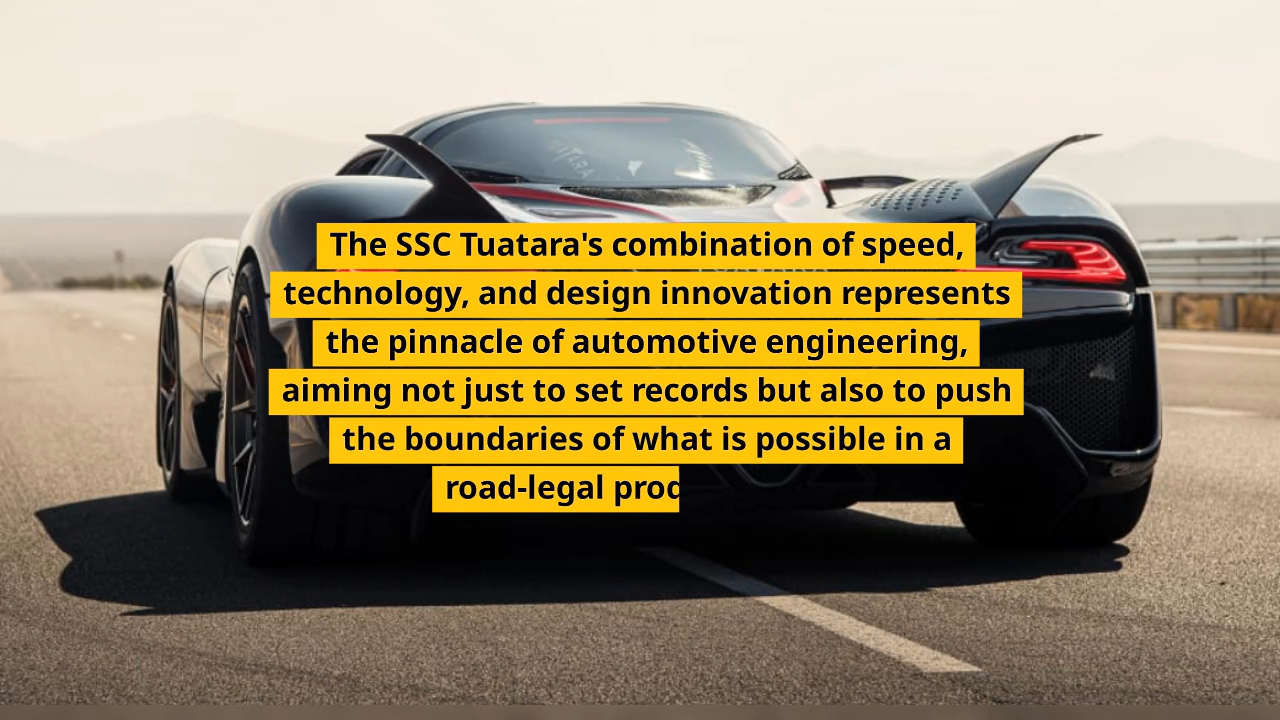 The SSC Tuatara's combination of speed,
technology, and design innovation represents
the pinnacle of automotive engineering,
aiming not just to set records but also to push
the boundaries of what is possible in a
road-legal